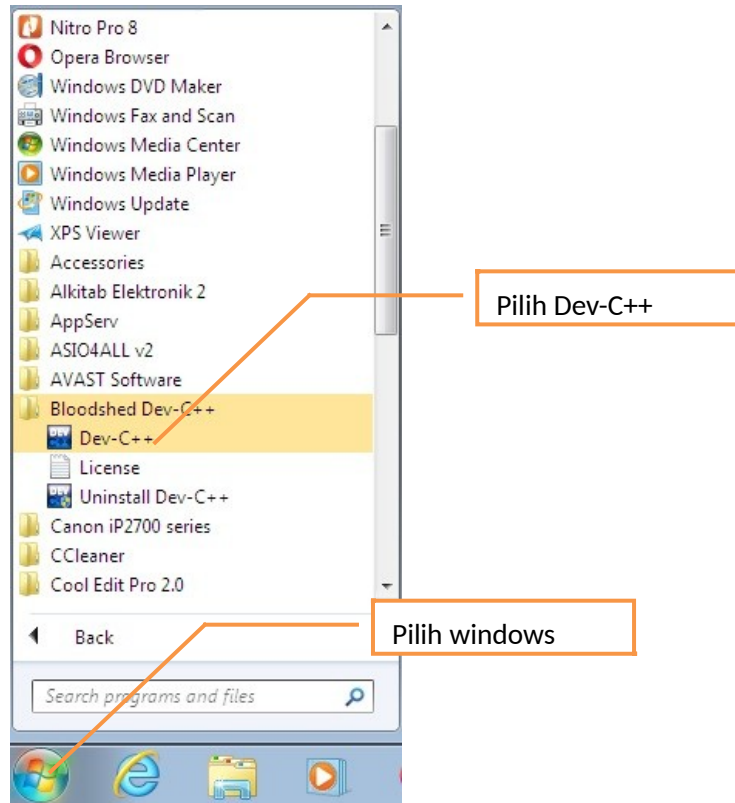 Nitro Pro 8
Opera Browser
Windows DVD Maker
Windows Fax and Scan
Windows Media Center
Windows Media Player
Windows Update
XPS Viewer
Accessories
Alkitab Elektronik 2
AppServ
ASIO4ALL v2
AVAST Software
Bloodshed Dev-C++
Dev-C++
License
Uninstall Dev-C++
Canon iP2700 series
CCleaner
Cool Edit Pro 2.0
Back
Search programs and files
Pilih Dev-C++
Pilih windows